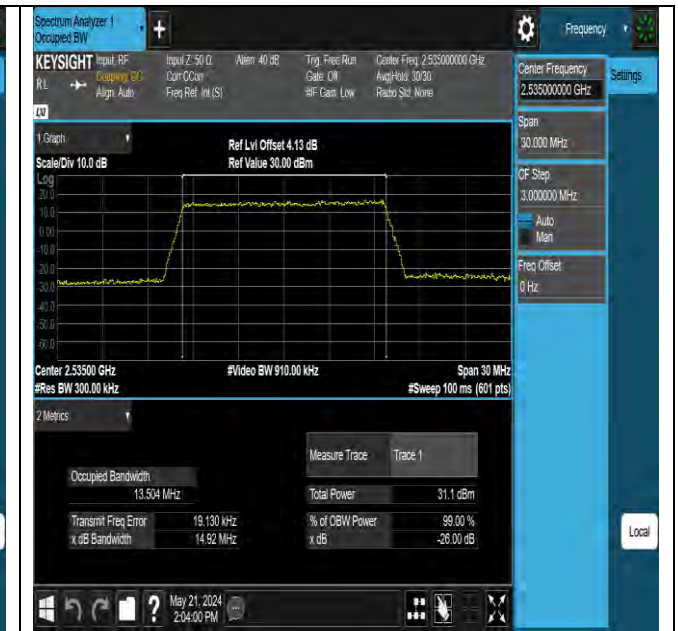 Spectrum Analyzer 1
Occupied BW
Frequency
KEYSIGHT Input: RF Input Z: 50 Ω Atten: 40 dB Trig: Free Run Center Freq: 2.535000000 GHz
RL Coupling: DC Corr CCorr Gate: Off Avg|Hold: 30/30
Align: Auto Freq Ref: Int (S) #IF Gain: Low Radio Std: None
LXI
Center Frequency
2.535000000 GHz
Settings
Span
30.000 MHz
CF Step
3.000000 MHz
Auto
Man
Freq Offset
0 Hz
1 Graph
Ref Lvl Offset 4.13 dB
Scale/Div 10.0 dB Ref Value 30.00 dBm
Log
20.0
10.0
0.00
-10.0
-20.0
-30.0
-40.0
-50.0
-60.0
Center 2.53500 GHz #Video BW 910.00 kHz Span 30 MHz
#Res BW 300.00 kHz #Sweep 100 ms (601 pts)
2 Metrics
Measure Trace Trace 1
Occupied Bandwidth
13.504 MHz Total Power 31.1 dBm
Transmit Freq Error 19.130 kHz % of OBW Power 99.00 %
x dB Bandwidth 14.92 MHz x dB -26.00 dB
Local
? May 21, 2024
2:04:00 PM